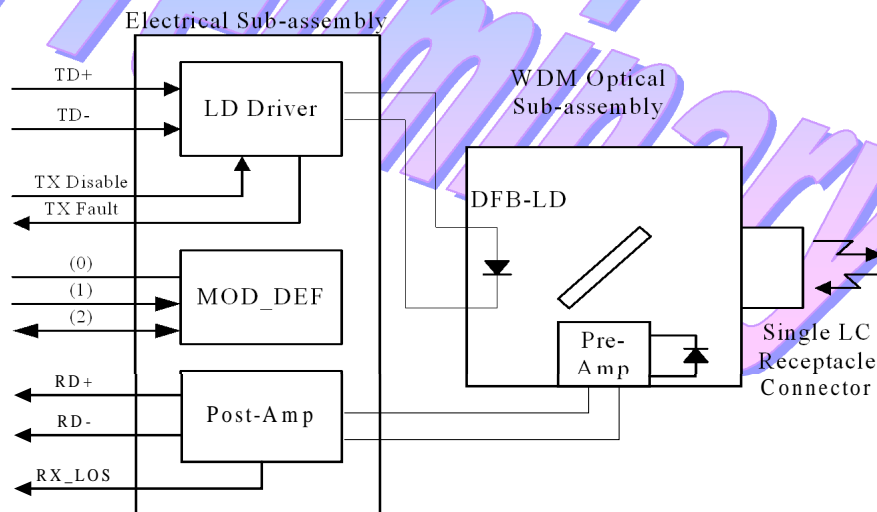 Electrical Sub-assembly
TD+
TD-
LD Driver
TX Disable
TX Fault
(0)
(1)
(2)
MOD_DEF
RD+
RD-
Post-Amp
RX_LOS
WDM Optical
Sub-assembly
DFB-LD
Pre-
Amp
Single LC
Receptacle
Connector